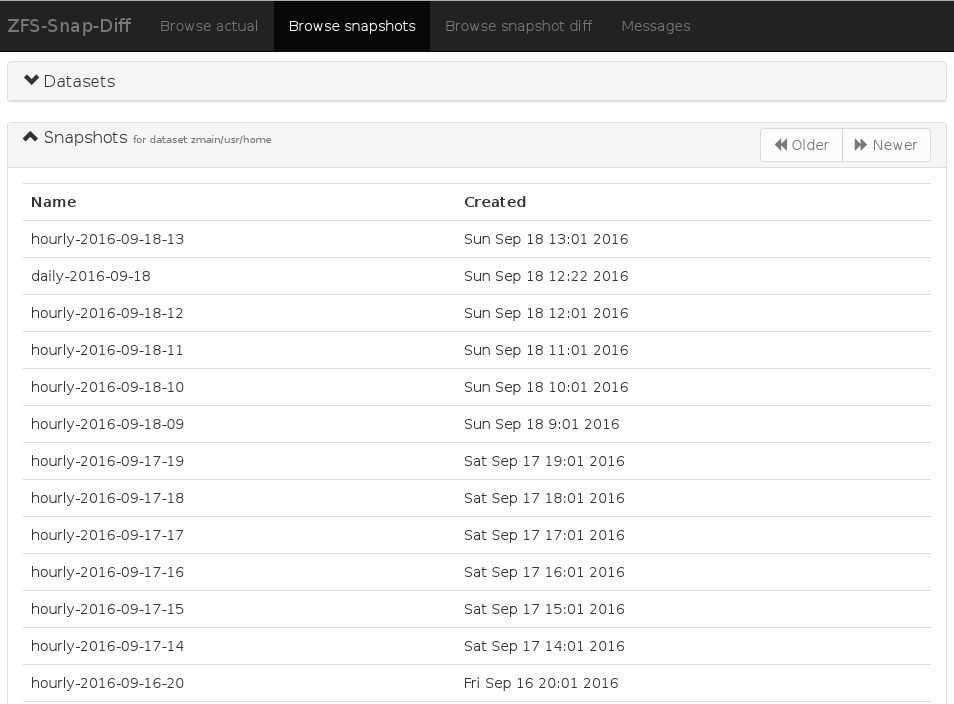 ZFS-Snap-Diff Browse actual Browse snapshots Browse snapshot diff Messages
Datasets
Snapshots for dataset zmain/usr/home Older Newer
Name Created
hourly-2016-09-18-13 Sun Sep 18 13:01 2016
daily-2016-09-18 Sun Sep 18 12:22 2016
hourly-2016-09-18-12 Sun Sep 18 12:01 2016
hourly-2016-09-18-11 Sun Sep 18 11:01 2016
hourly-2016-09-18-10 Sun Sep 18 10:01 2016
hourly-2016-09-18-09 Sun Sep 18 9:01 2016
hourly-2016-09-17-19 Sat Sep 17 19:01 2016
hourly-2016-09-17-18 Sat Sep 17 18:01 2016
hourly-2016-09-17-17 Sat Sep 17 17:01 2016
hourly-2016-09-17-16 Sat Sep 17 16:01 2016
hourly-2016-09-17-15 Sat Sep 17 15:01 2016
hourly-2016-09-17-14 Sat Sep 17 14:01 2016
hourly-2016-09-16-20 Fri Sep 16 20:01 2016